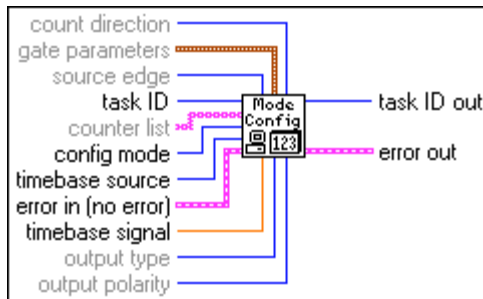 count direction
gate parameters
source edge
task ID
counter list
config mode
timebase source
error in (no error)
timebase signal
output type
output polarity
Mode
Config
123
task ID out
error out